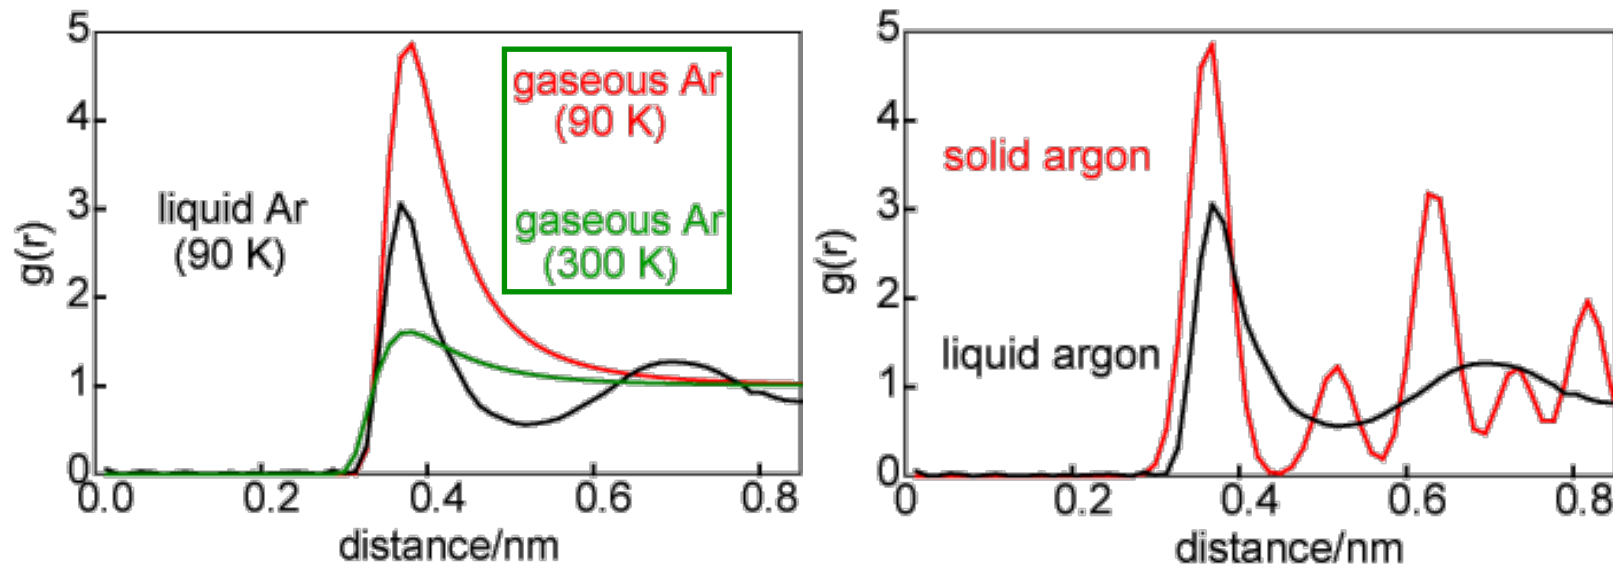 5
4
3
2
1
0
g(r)
liquid Ar
(90 K)
gaseous Ar
(90 K)
gaseous Ar
(300 K)
0.0
0.2
0.4
0.6
0.8
distance/nm
5
4
3
2
1
0
g(r)
solid argon
liquid argon
0
0.2
0.4
0.6
0.8
distance/nm